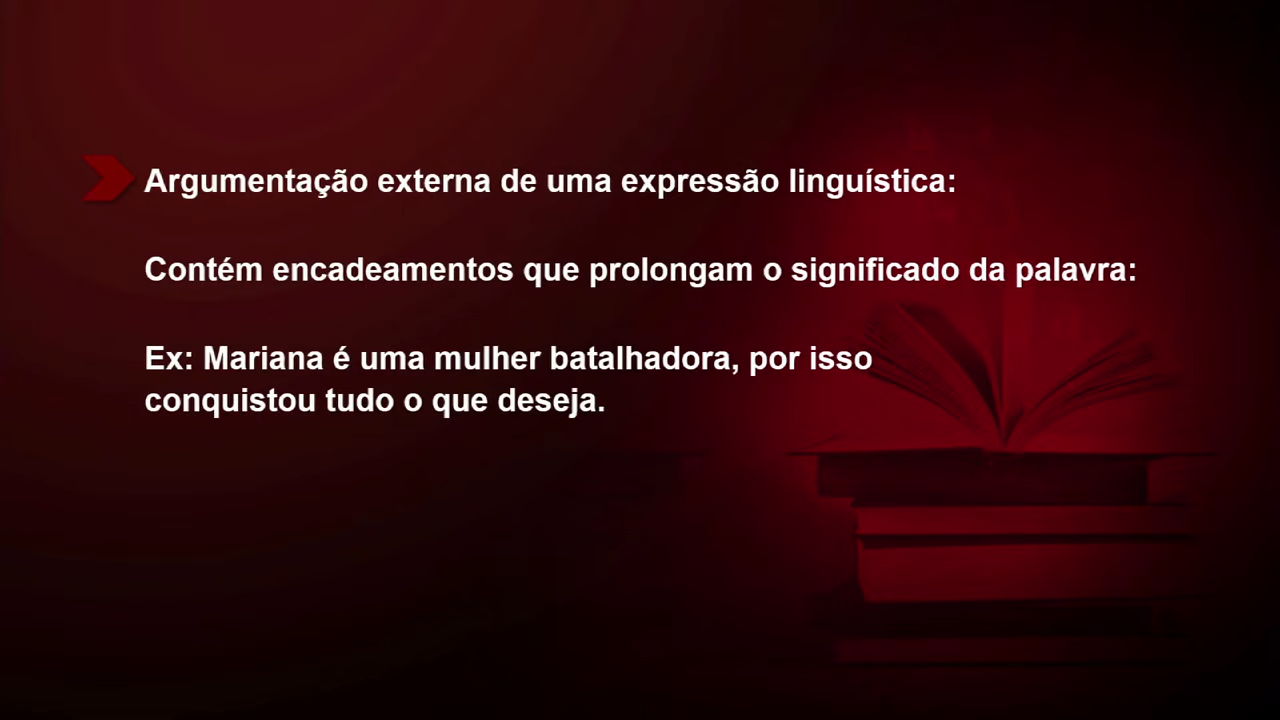 Argumentação externa de uma expressão linguística:
Contém encadeamentos que prolongam o significado da palavra:
Ex: Mariana é uma mulher batalhadora, por isso
conquistou tudo o que deseja.